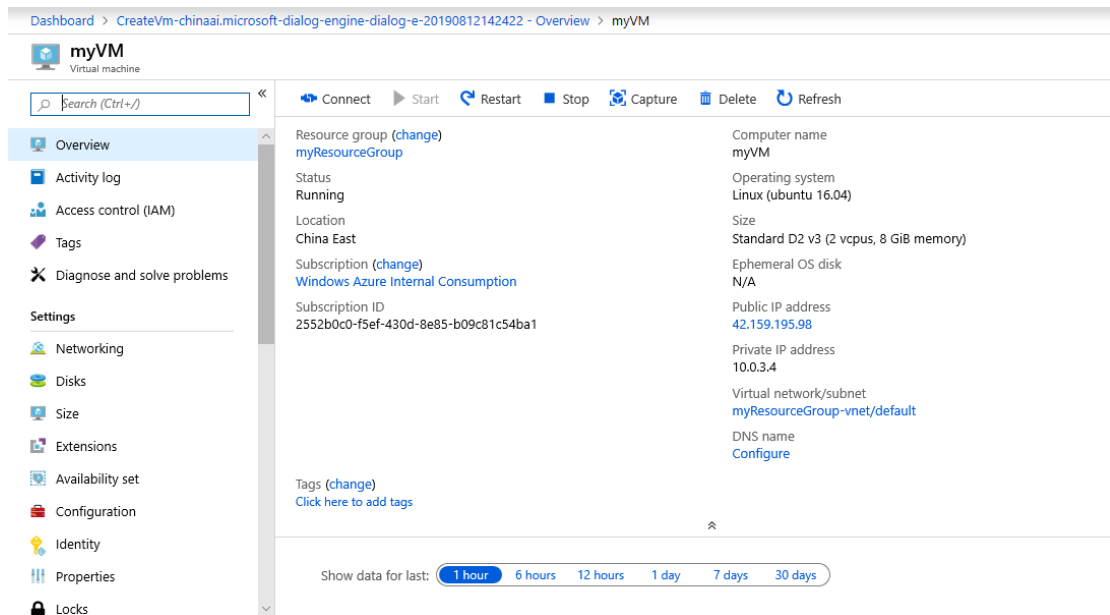 Dashboard > CreateVm-chinaai.microsoft-dialog-engine-dialog-e-20190812142422 - Overview > myVM
myVM
Virtual machine
Search (Ctrl+/)
«
Connect Start Restart Stop Capture Delete Refresh
Overview
Activity log
Access control (IAM)
Tags
Diagnose and solve problems
Settings
Networking
Disks
Size
Extensions
Availability set
Configuration
Identity
Properties
Locks
Resource group (change)
myResourceGroup
Status
Running
Location
China East
Subscription (change)
Windows Azure Internal Consumption
Subscription ID
2552b0c0-f5ef-430d-8e85-b09c81c54ba1
Computer name
myVM
Operating system
Linux (ubuntu 16.04)
Size
Standard D2 v3 (2 vcpus, 8 GiB memory)
Ephemeral OS disk
N/A
Public IP address
42.159.195.98
Private IP address
10.0.3.4
Virtual network/subnet
myResourceGroup-vnet/default
DNS name
Configure
Tags (change)
Click here to add tags
Show data for last: 1 hour 6 hours 12 hours 1 day 7 days 30 days